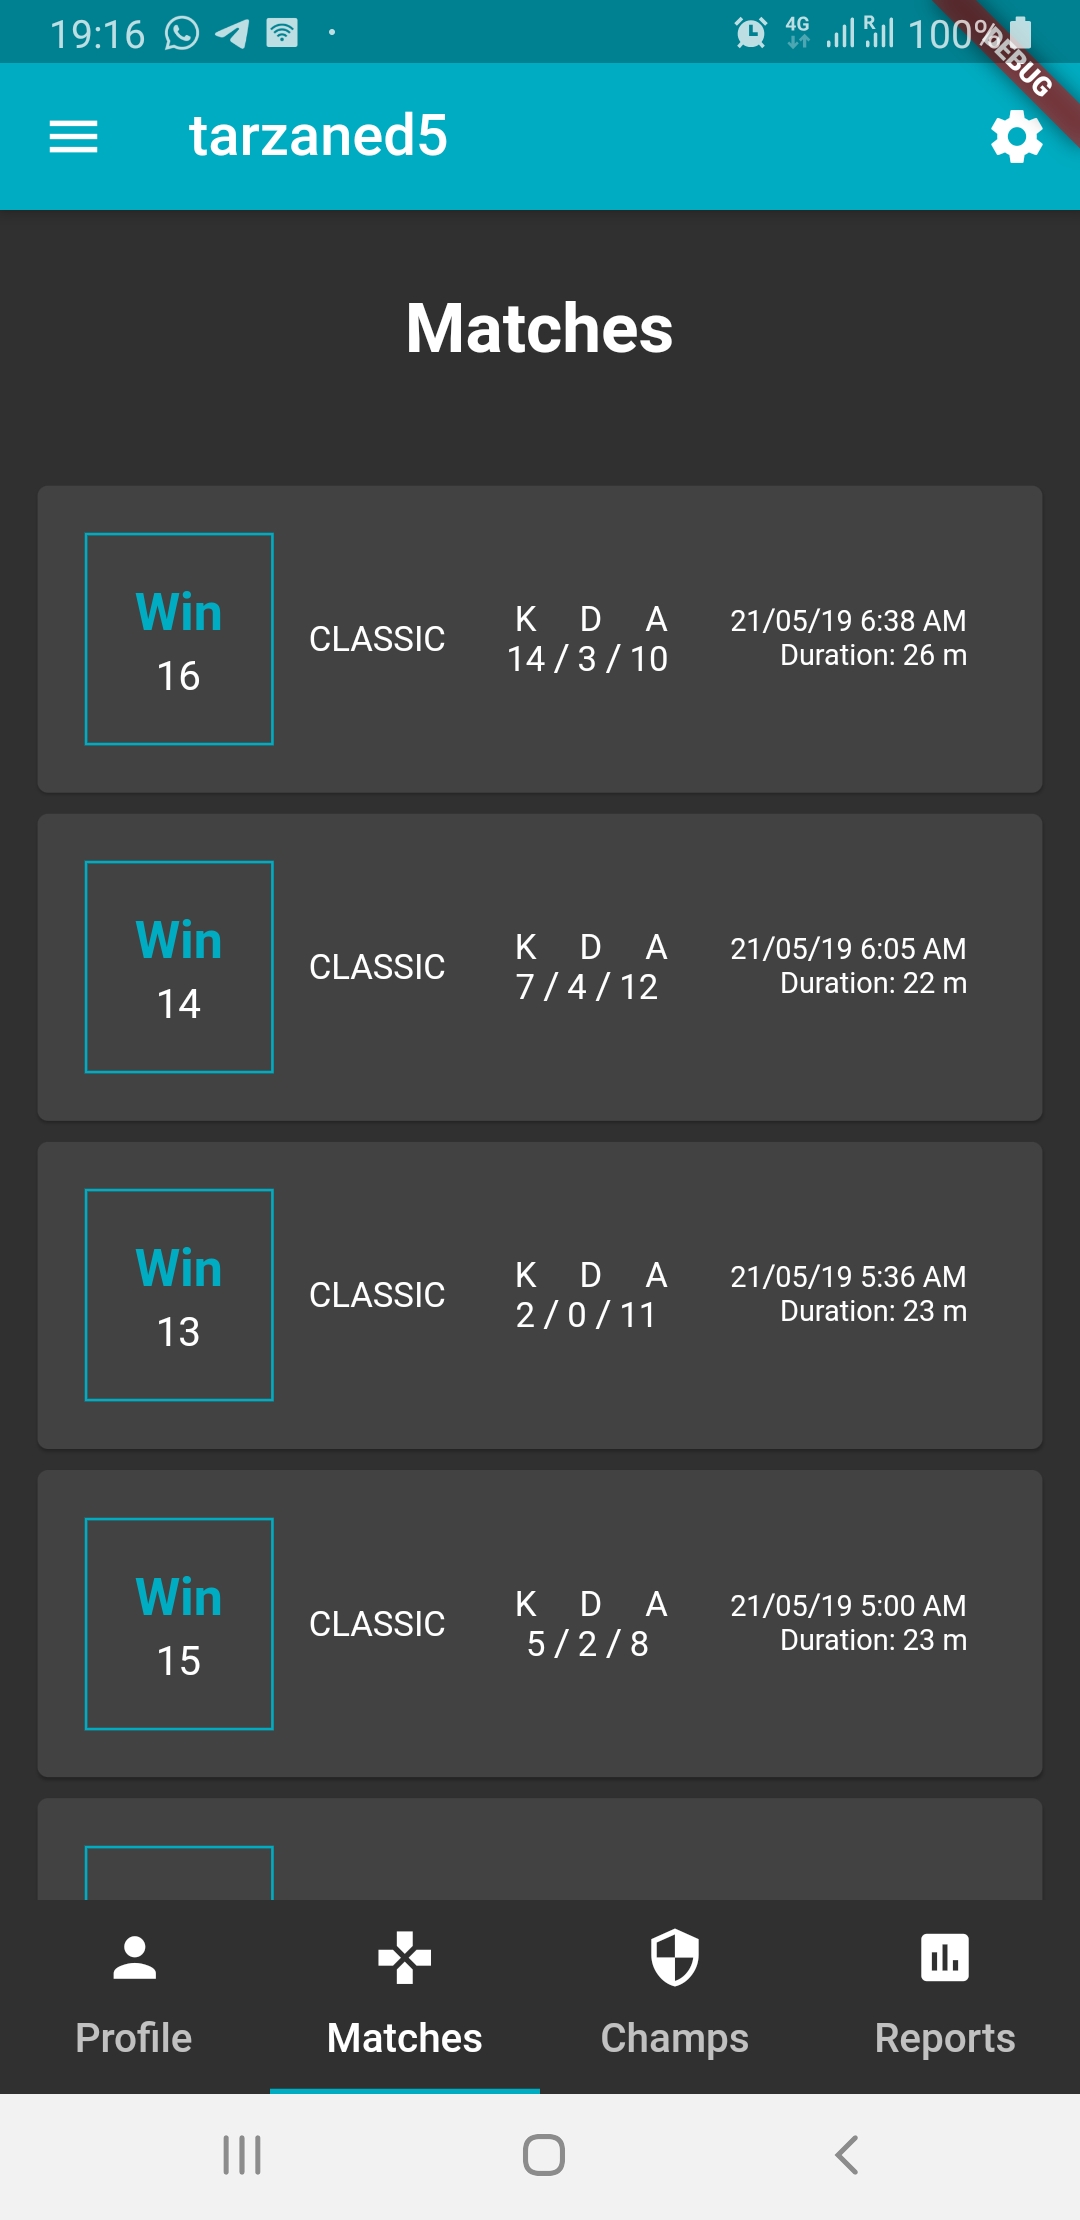 19:16
4G
R
100%
DEBUG
tarzaned5
Matches
Win
16
CLASSIC
K D A
14 / 3 / 10
21/05/19 6:38 AM
Duration: 26 m
Win
14
CLASSIC
K D A
7 / 4 / 12
21/05/19 6:05 AM
Duration: 22 m
Win
13
CLASSIC
K D A
2 / 0 / 11
21/05/19 5:36 AM
Duration: 23 m
Win
15
CLASSIC
K D A
5 / 2 / 8
21/05/19 5:00 AM
Duration: 23 m
Profile
Matches
Champs
Reports